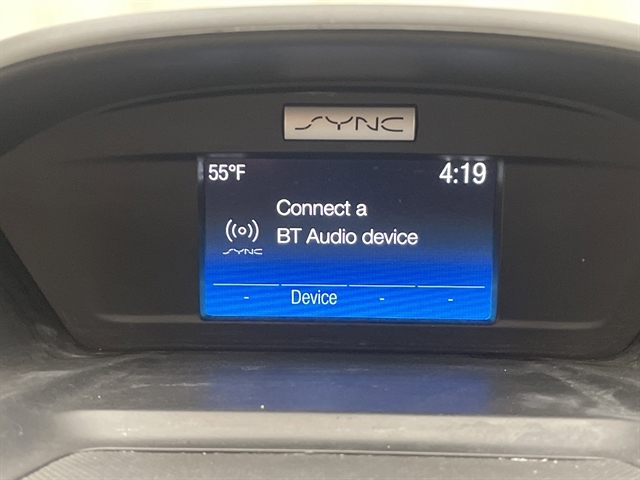 SYNC
55°F 4:19
Connect a
BT Audio device
SYNC
- Device - -